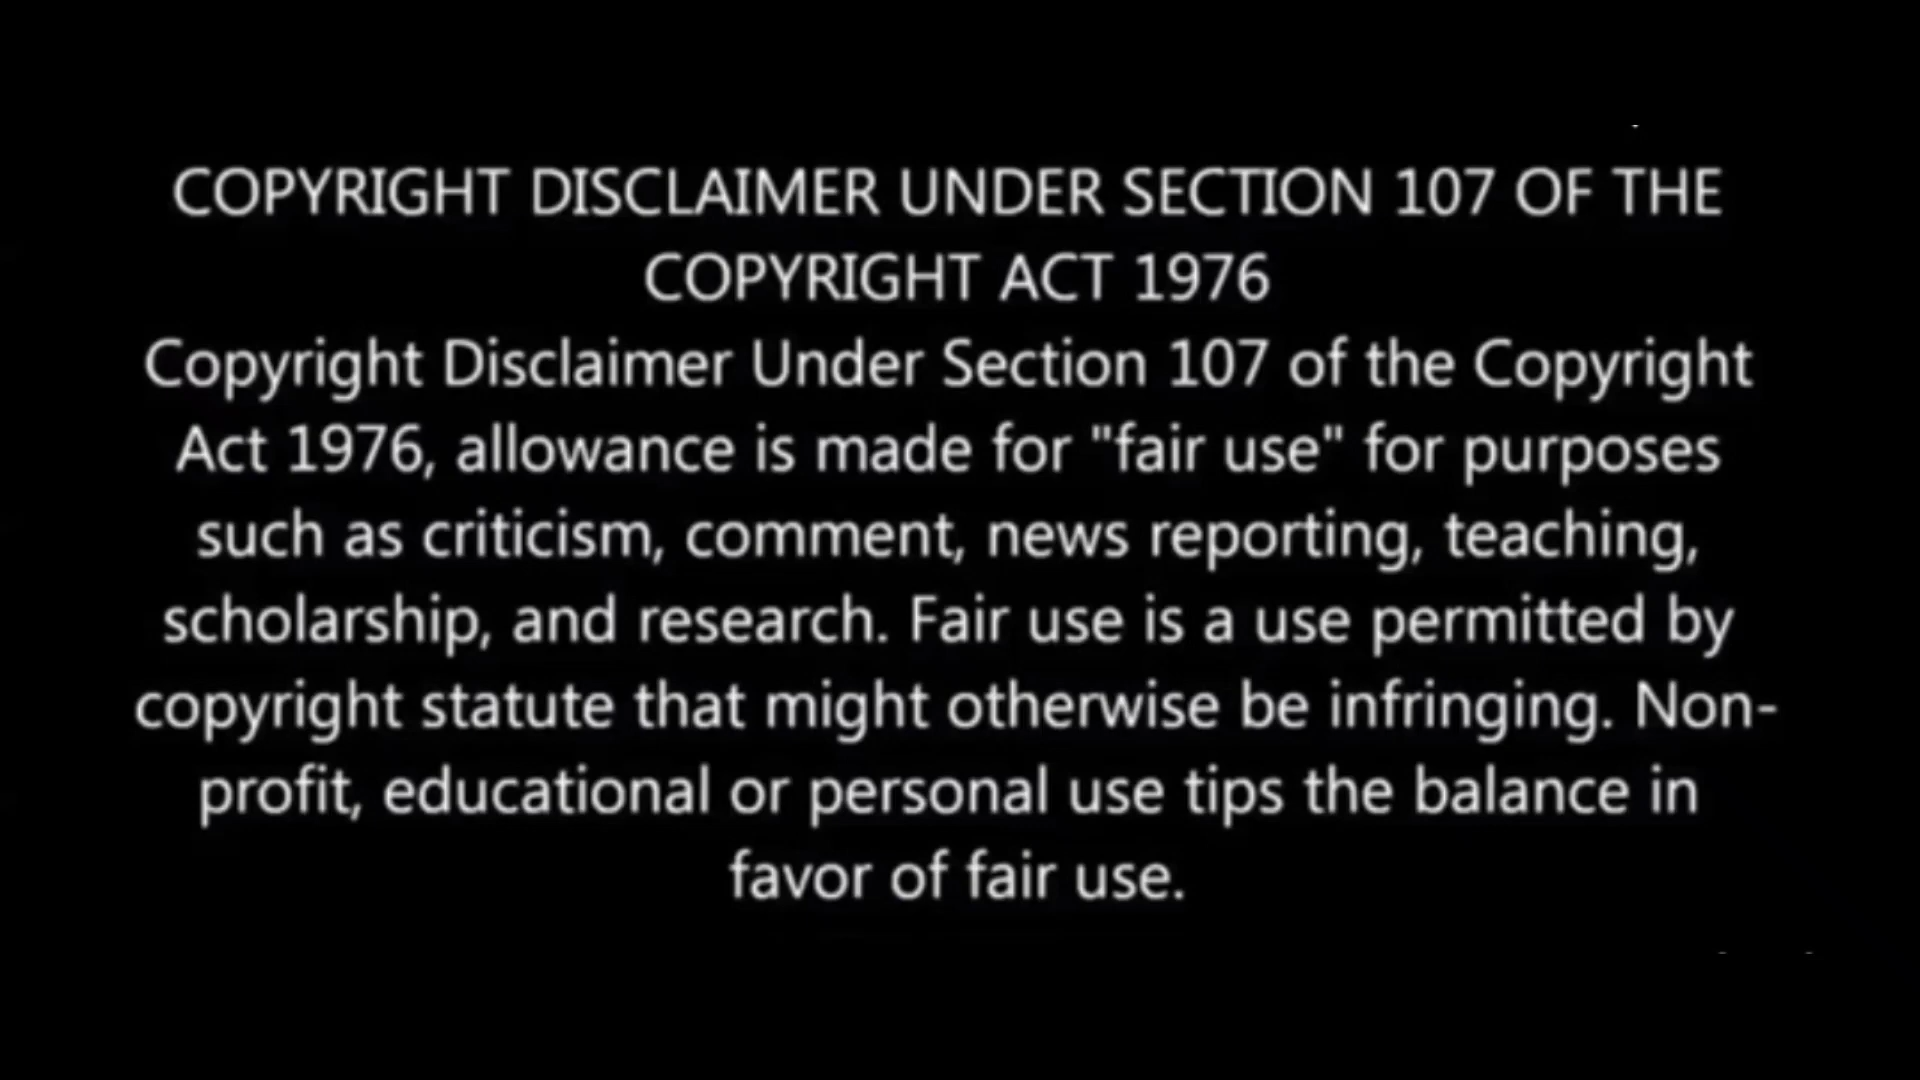 COPYRIGHT DISCLAIMER UNDER SECTION 107 OF THE
COPYRIGHT ACT 1976
Copyright Disclaimer Under Section 107 of the Copyright
Act 1976, allowance is made for "fair use" for purposes
such as criticism, comment, news reporting, teaching,
scholarship, and research. Fair use is a use permitted by
copyright statute that might otherwise be infringing. Non-
profit, educational or personal use tips the balance in
favor of fair use.